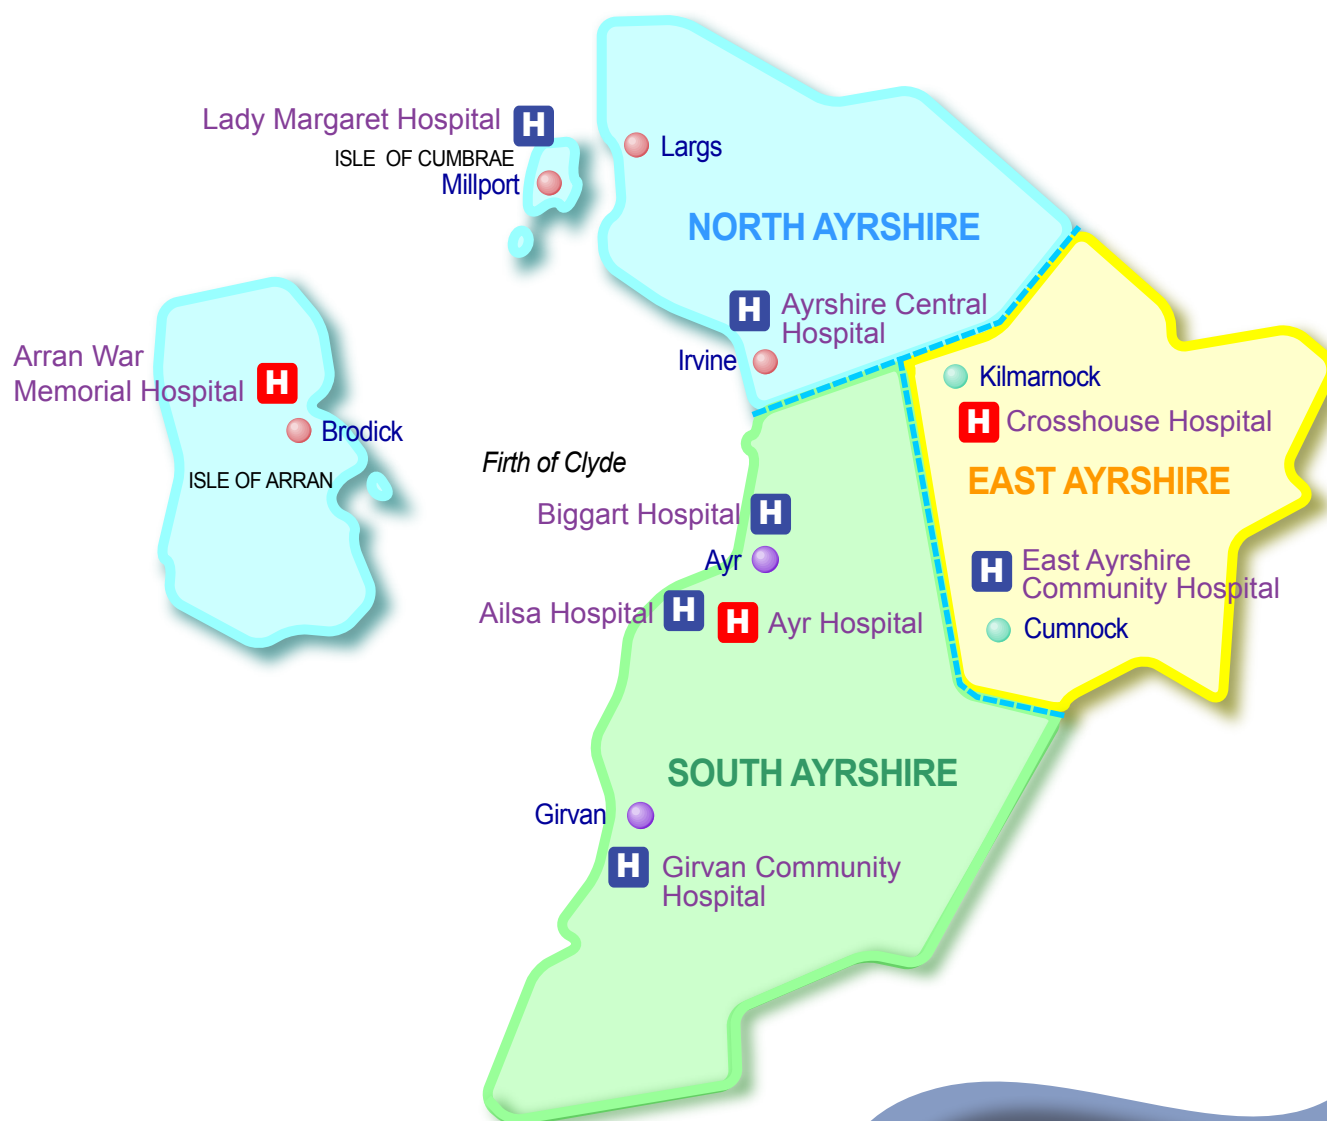 Lady Margaret Hospital
H
ISLE OF CUMBRAE
Millport
Largs
NORTH AYRSHIRE
H
Ayrshire Central
Hospital
Irvine
Arran War
Memorial Hospital
H
Brodick
ISLE OF ARRAN
Firth of Clyde
Kilmarnock
H
Crosshouse Hospital
EAST AYRSHIRE
Biggart Hospital
H
Ayr
H
East Ayrshire
Community Hospital
Ailsa Hospital
H
H
Ayr Hospital
Cumnock
SOUTH AYRSHIRE
Girvan
H
Girvan Community
Hospital